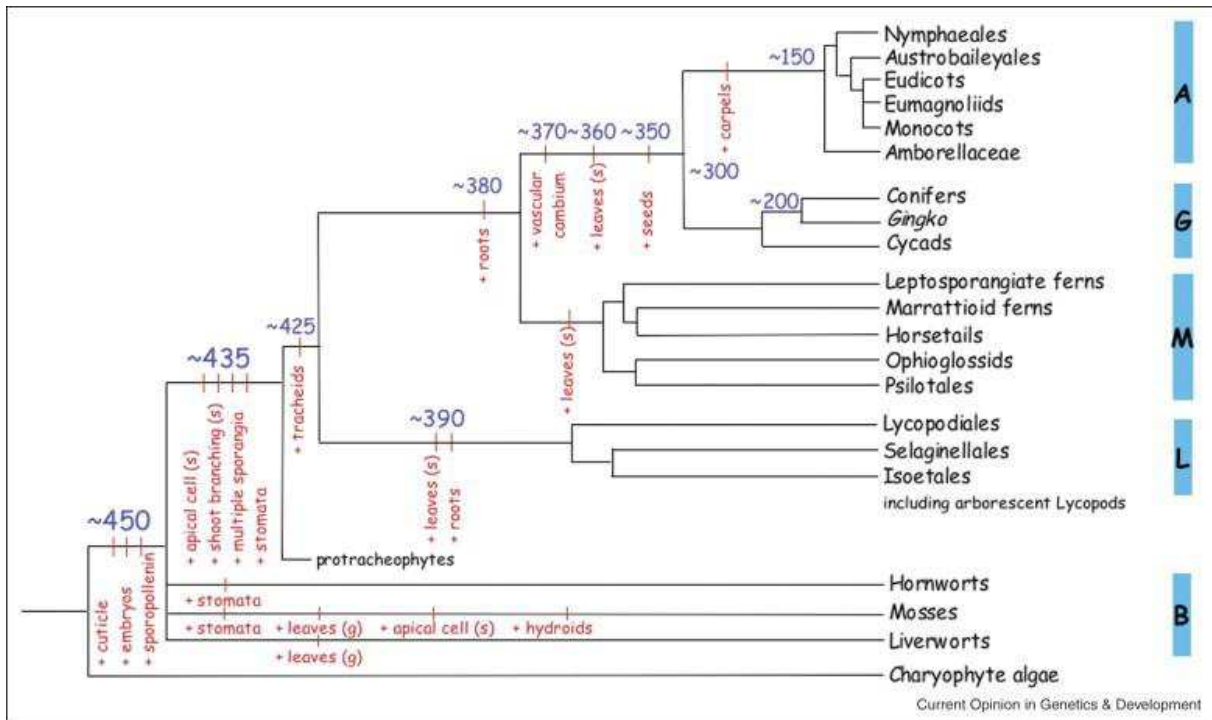 Nymphaeales
Austrobaileyales
Eudicots
Eumagnoliids
Monocots
Amborellaceae
A
~150
+ carpels
~370
~360
~350
+ vascular
cambium
+ leaves (s)
+ seeds
~300
~200
Conifers
Gingko
Cycads
G
~380
+ roots
Leptosporangiate ferns
Marrattioid ferns
Horsetails
Ophioglossids
Psilotales
M
+ leaves (s)
~425
+ tracheids
~435
+ apical cell (s)
+ shoot branching (s)
+ multiple sporangia
+ stomata
~390
+ leaves (s)
+ roots
Lycopodiales
Selaginellales
Isoetales
including arborescent Lycopods
L
~450
+ cuticle
+ embryos
+ sporopollenin
protracheophytes
Hornworts
+ stomata
Mosses
+ stomata + leaves (g) + apical cell (s) + hydroids
Liverworts
+ leaves (g)
B
Charyophyte algae
Current Opinion in Genetics & Development